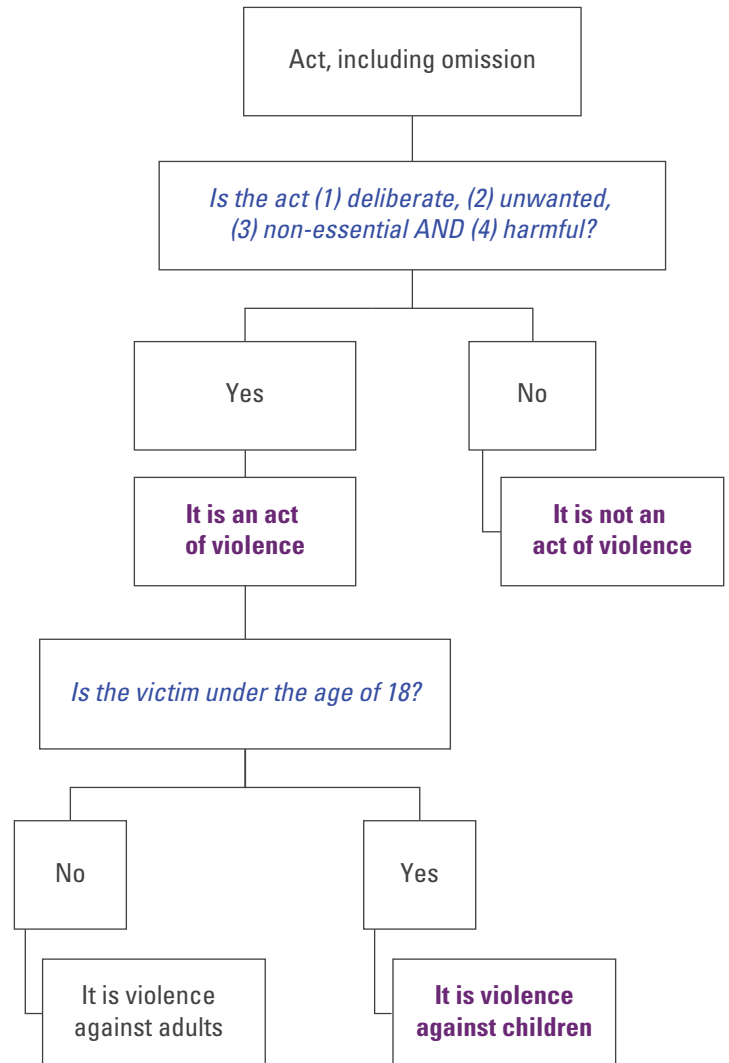 Act, including omission
Is the act (1) deliberate, (2) unwanted,
(3) non-essential AND (4) harmful?
Yes
No
It is an act
of violence
It is not an
act of violence
Is the victim under the age of 18?
No
Yes
It is violence
against adults
It is violence
against children